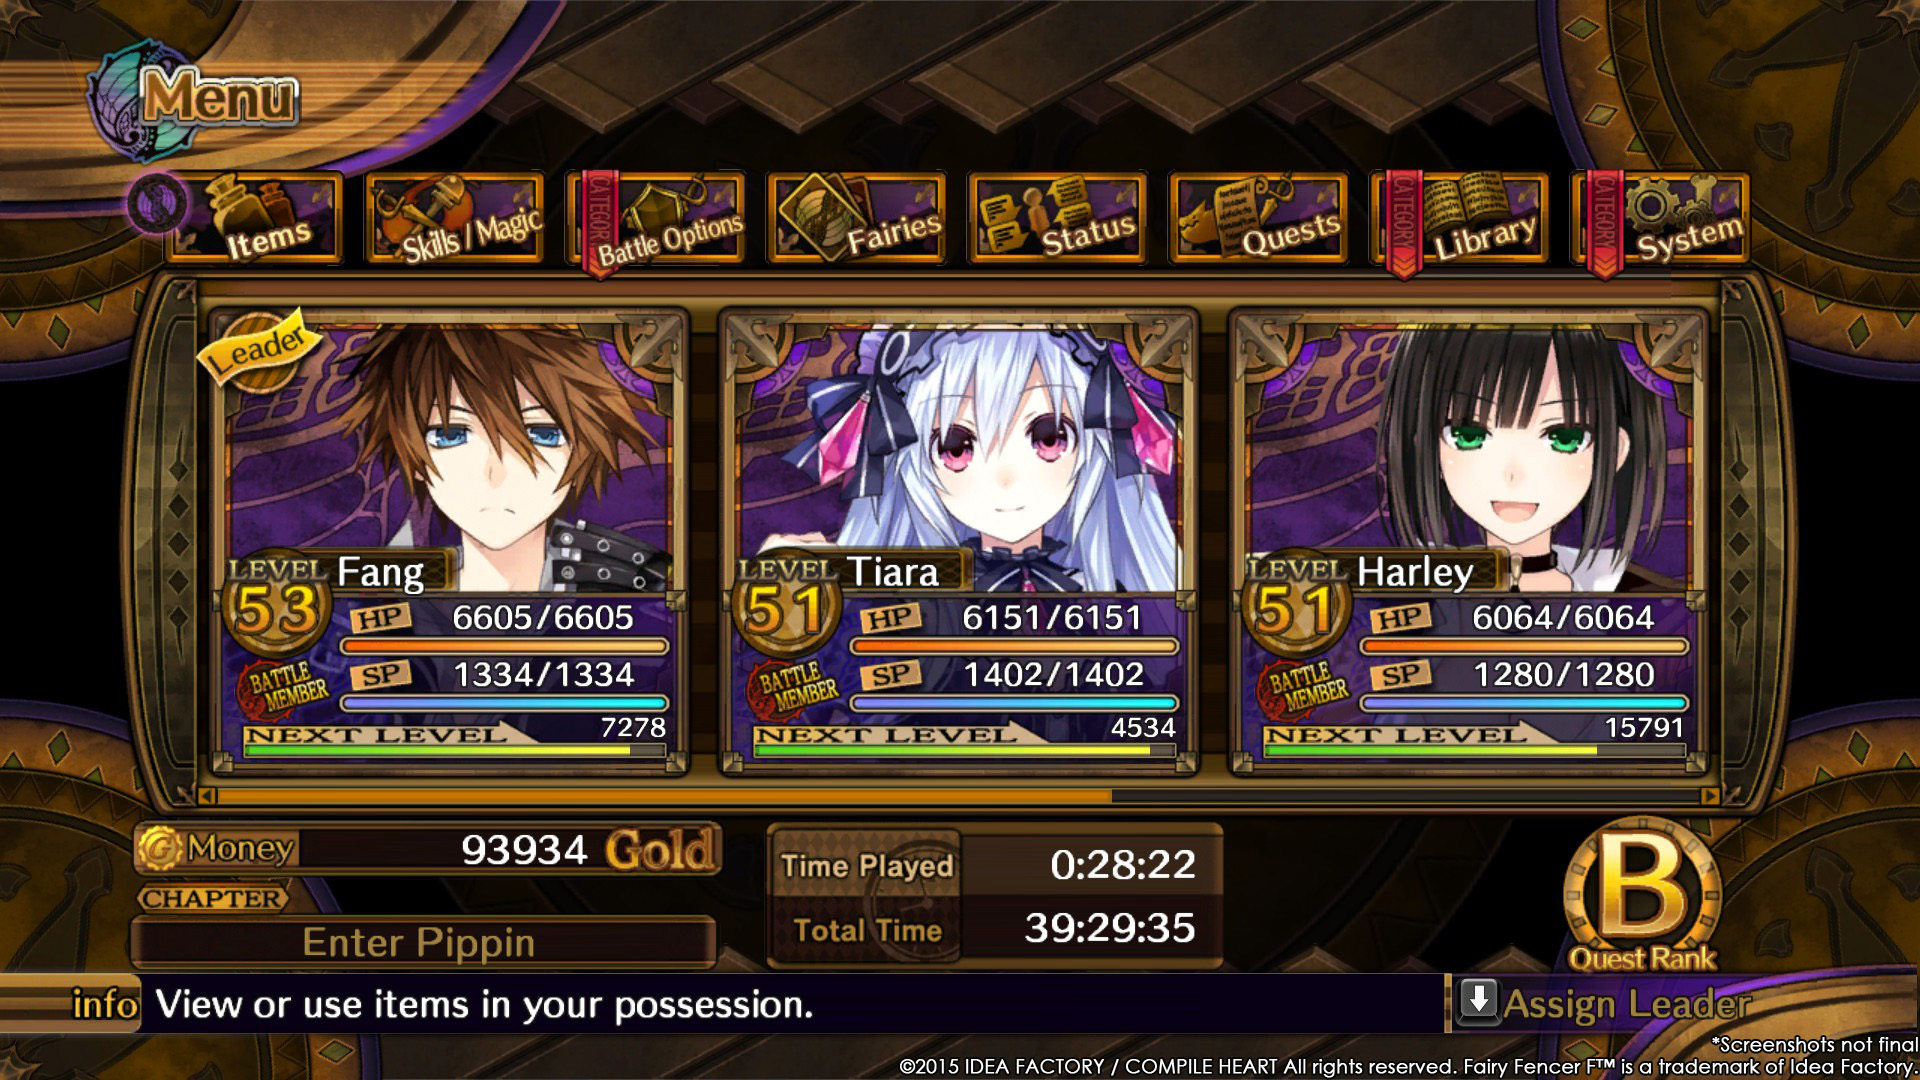 Menu
Items
Skills / Magic
CATEGORY
Battle Options
Fairies
Status
Quests
CATEGORY
Library
CATEGORY
System
Leader
LEVEL
53
Fang
HP
6605/6605
SP
1334/1334
BATTLE
MEMBER
NEXT LEVEL
7278
LEVEL
51
Tiara
HP
6151/6151
SP
1402/1402
BATTLE
MEMBER
NEXT LEVEL
4534
LEVEL
51
Harley
HP
6064/6064
SP
1280/1280
BATTLE
MEMBER
NEXT LEVEL
15791
G Money 93934 Gold
CHAPTER
Enter Pippin
Time Played 0:28:22
Total Time 39:29:35
B
Quest Rank
info View or use items in your possession.
Assign Leader
*Screenshots not final
©2015 IDEA FACTORY / COMPILE HEART All rights reserved. Fairy Fencer F™ is a trademark of Idea Factory.